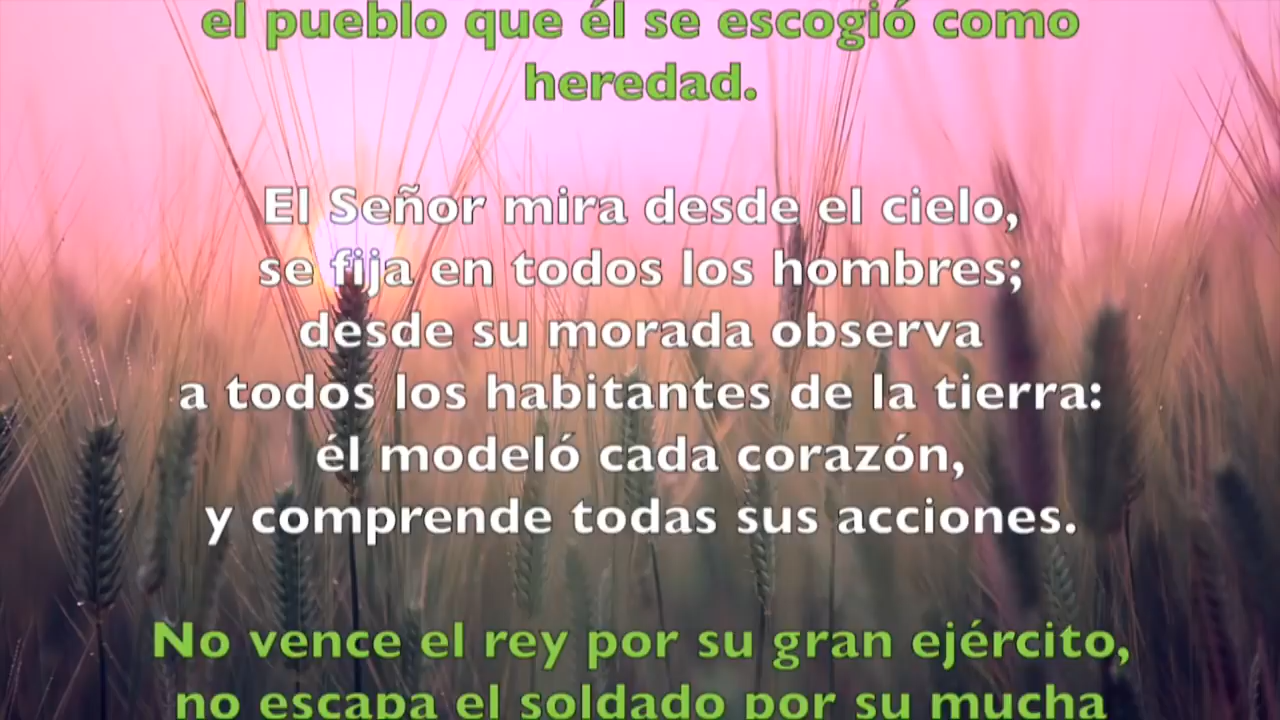 el pueblo que él se escogió como
heredad.
El Señor mira desde el cielo,
se fija en todos los hombres;
desde su morada observa
a todos los habitantes de la tierra:
él modeló cada corazón,
y comprende todas sus acciones.
No vence el rey por su gran ejército,
no escapa el soldado por su mucha